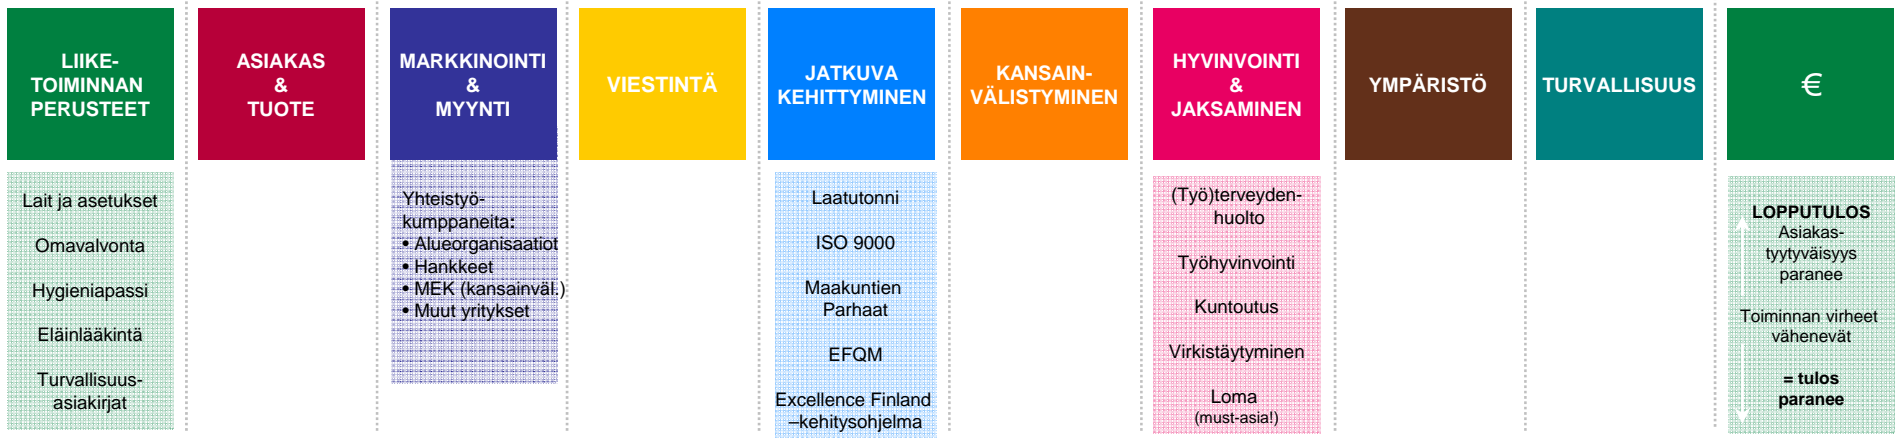 LIIKE-
TOIMINNAN
PERUSTEET
ASIAKAS
&
TUOTE
MARKKINOINTI
&
MYYNTI
VIESTINTÄ
JATKUVA
KEHITTYMINEN
KANSAIN-
VÄLISTYMINEN
HYVINVOINTI
&
JAKSAMINEN
YMPÄRISTÖ
TURVALLISUUS
€
Lait ja asetukset
Omavalvonta
Hygieniapassi
Eläinlääkintä
Turvallisuus-
asiakirjat
Yhteistyö-
kumppaneita:
• Alueorganisaatiot
• Hankkeet
• MEK (kansainväl.)
• Muut yritykset
Laatutonni
ISO 9000
Työhyvinvointi
Maakuntien
Parhaat
EFQM
Excellence Finland
–kehitysohjelma
(Työ)terveyden-
huolto
Työhyvinvointi
Kuntoutus
Virkistäytyminen
Loma
(must-asia!)
LOPPUTULOS
Asiakas-
tyytyväisyys
paranee
Toiminnan virheet
vähenevät
= tulos
paranee